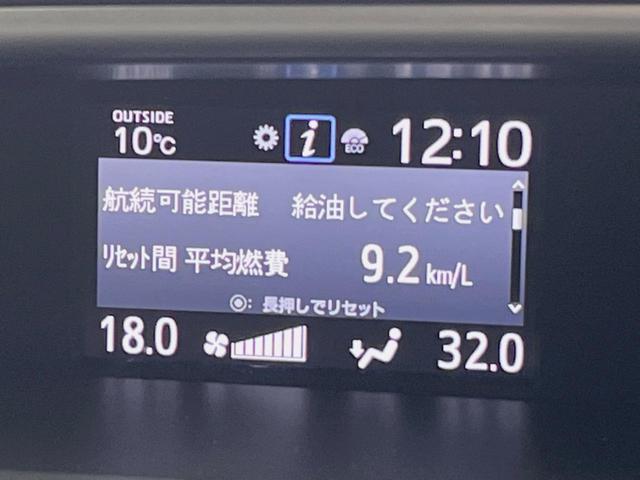 OUTSIDE
10℃ i ECO 12:10
航続可能距離 給油してください
リセット間 平均燃費 9.2 km/L
◉: 長押しでリセット
18.0 32.0